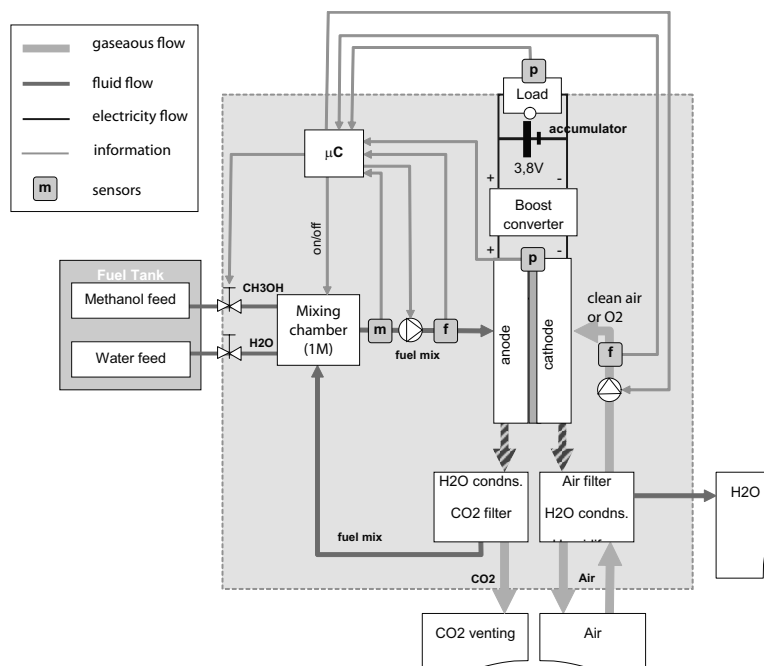 gaseaous flow
fluid flow
electricity flow
information
m
sensors
p
Load
accumulator
3,8V
μC
+
-
Boost
converter
+
-
p
on/off
Fuel Tank
Methanol feed
CH3OH
Water feed
H2O
Mixing
chamber
(1M)
m
f
fuel mix
anode
cathode
clean air
or O2
f
H2O condns.
CO2 filter
Air filter
H2O condns.
H2O
fuel mix
CO2
Air
CO2 venting
Air